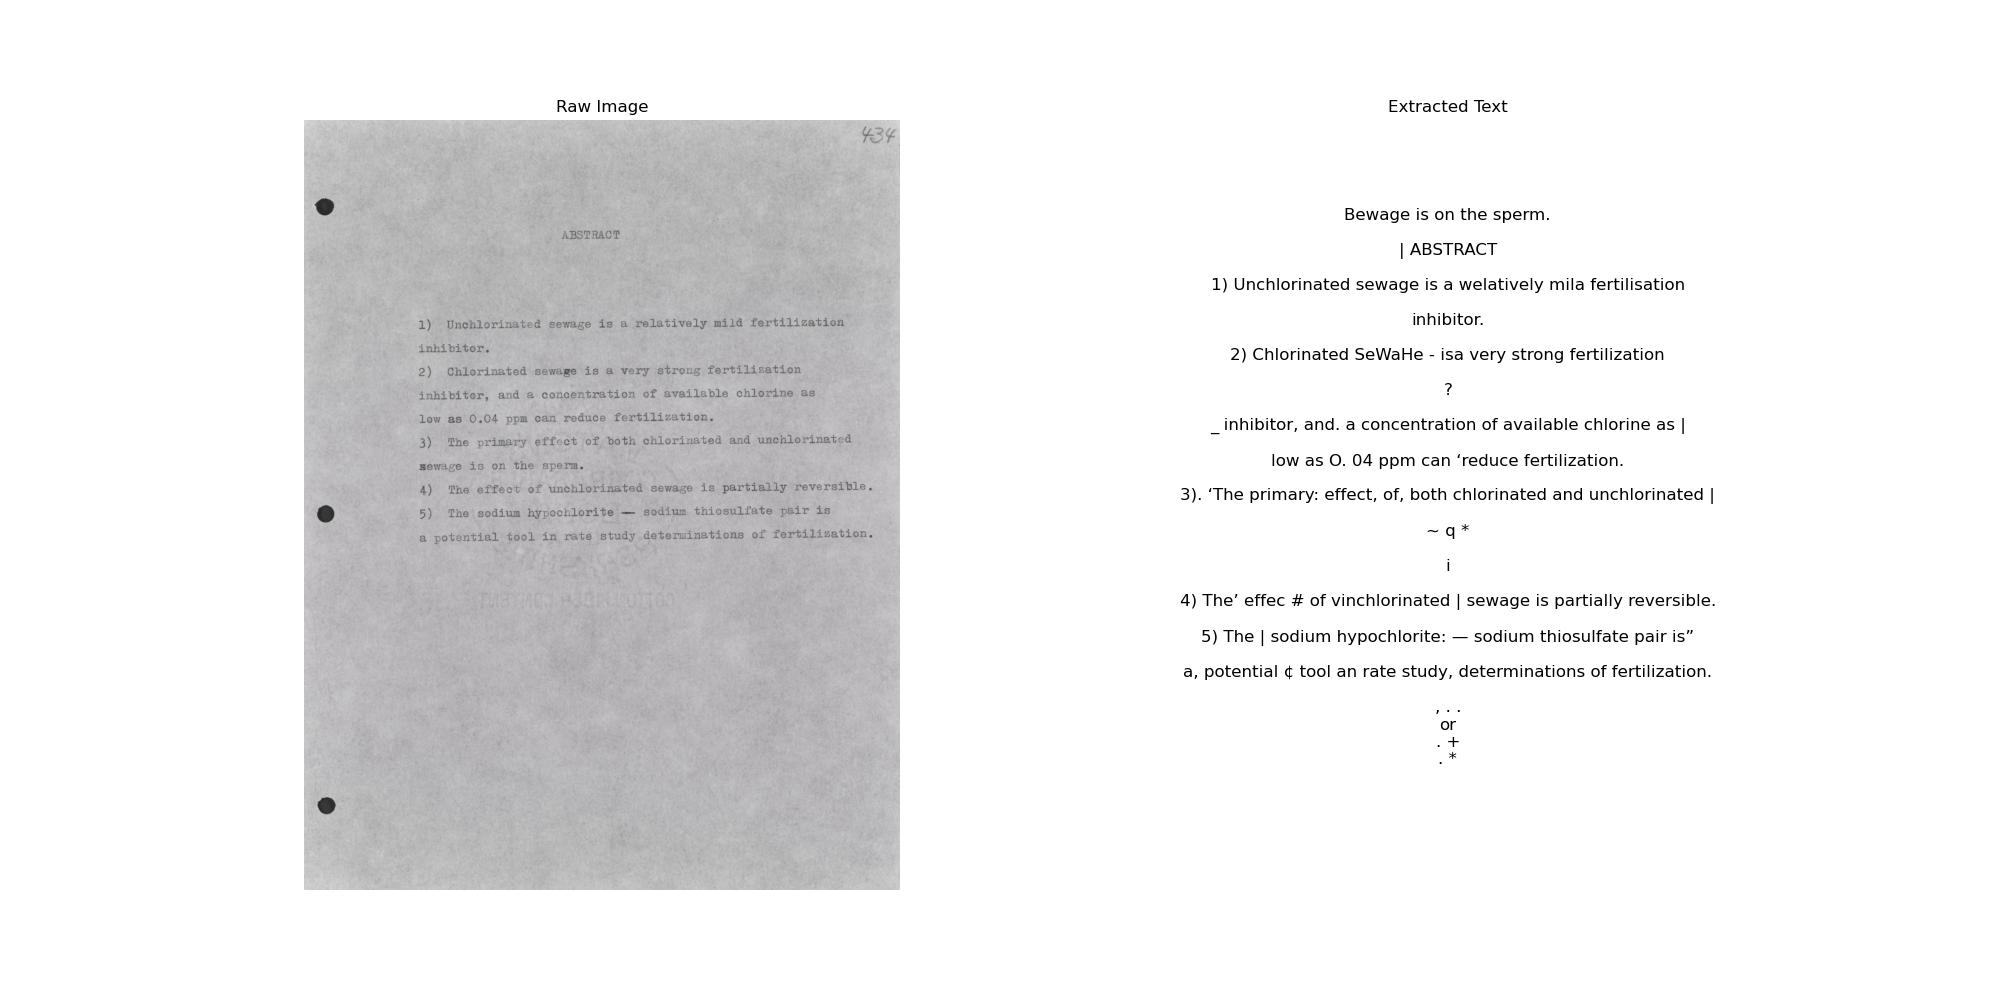 Raw Image
434
ABSTRACT
1) Unchlorinated sewage is a relatively mild fertilization
inhibitor.
2) Chlorinated sewage is a very strong fertilization
inhibitor, and a concentration of available chlorine as
low as 0.04 ppm can reduce fertilization.
3) The primary effect of both chlorinated and unchlorinated
sewage is on the sperm.
4) The effect of unchlorinated sewage is partially reversible.
5) The sodium hypochlorite — sodium thiosulfate pair is
a potential tool in rate study determinations of fertilization.
Extracted Text
Bewage is on the sperm.
| ABSTRACT
1) Unchlorinated sewage is a welatively mila fertilisation
inhibitor.
2) Chlorinated SeWaHe - isa very strong fertilization
?
_ inhibitor, and. a concentration of available chlorine as |
low as O. 04 ppm can ‘reduce fertilization.
3). ‘The primary: effect, of, both chlorinated and unchlorinated |
~ q *
i
4) The’ effec # of vinchlorinated | sewage is partially reversible.
5) The | sodium hypochlorite: — sodium thiosulfate pair is”
a, potential ¢ tool an rate study, determinations of fertilization.
, . .
or
. +
. *